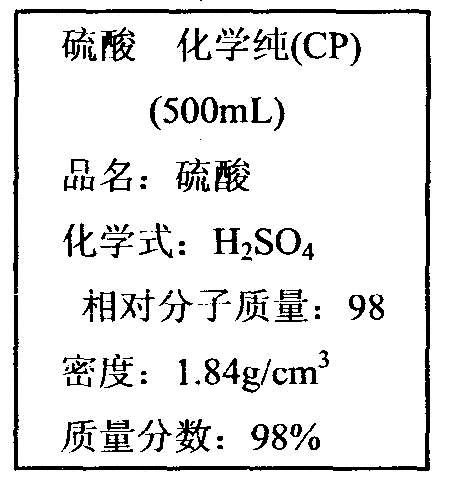 硫酸 化学纯(CP)
(500mL)
品名：硫酸
化学式：H₂SO₄
相对分子质量：98
密度：1.84g/cm³
质量分数：98%